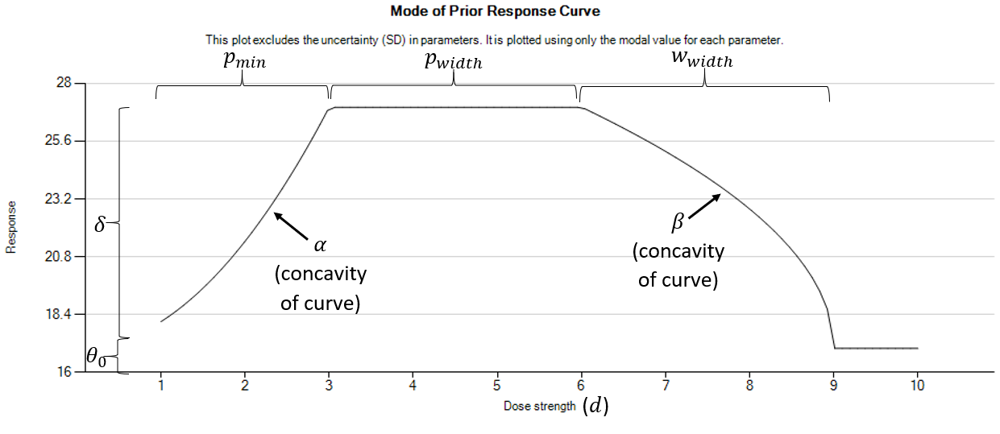 Mode of Prior Response Curve
This plot excludes the uncertainty (SD) in parameters. It is plotted using only the modal value for each parameter.
p_min p_width w_width
28
25.6
23.2
20.8
18.4
16
Response
δ
θ_0
α
(concavity
of curve)
β
(concavity
of curve)
1 2 3 4 5 6 7 8 9 10
Dose strength (d)